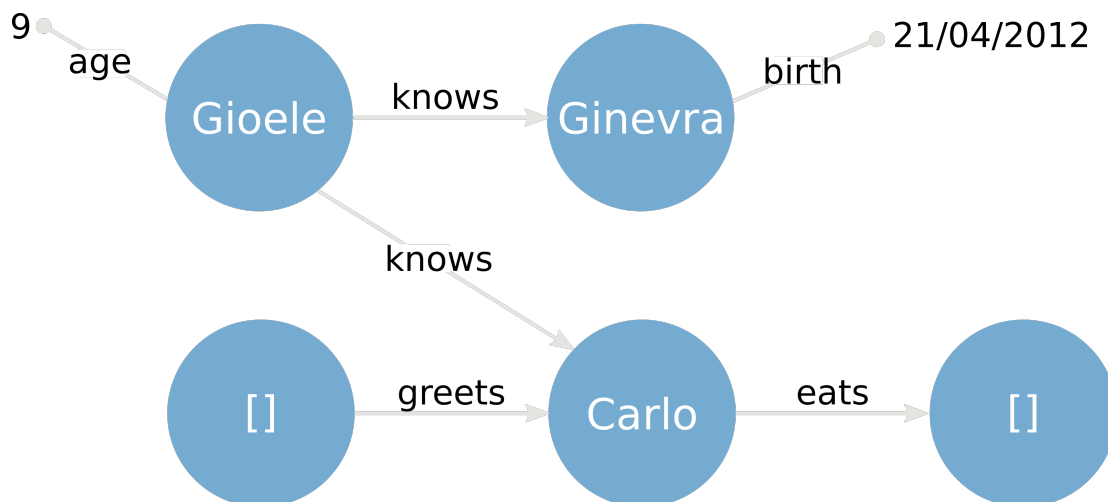 9
age
21/04/2012
birth
Gioele
knows
Ginevra
knows
[]
greets
Carlo
eats
[]